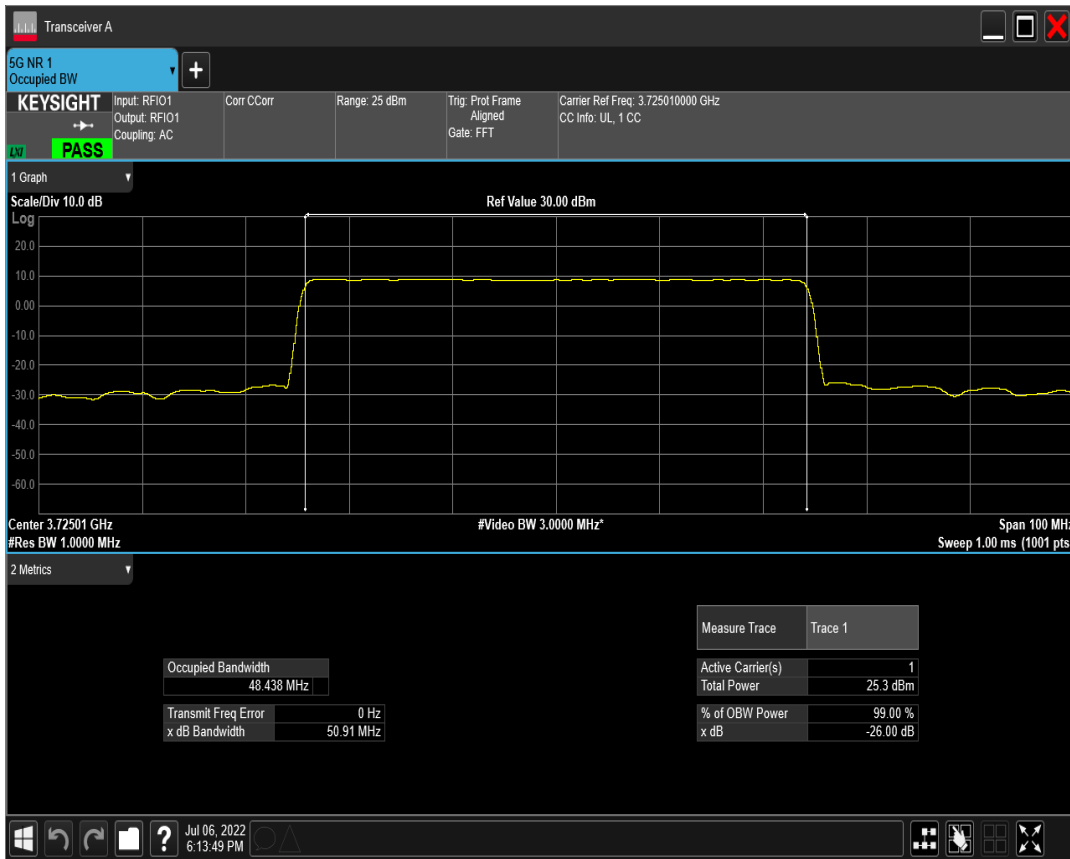 Transceiver A
5G NR 1
Occupied BW
+
KEYSIGHT
LXI
PASS
Input: RFIO1
Output: RFIO1
Coupling: AC
Corr CCorr
Range: 25 dBm
Trig: Prot Frame
Aligned
Gate: FFT
Carrier Ref Freq: 3.725010000 GHz
CC Info: UL, 1 CC
1 Graph
Scale/Div 10.0 dB
Ref Value 30.00 dBm
Log
20.0
10.0
0.00
-10.0
-20.0
-30.0
-40.0
-50.0
-60.0
Center 3.72501 GHz
#Video BW 3.0000 MHz*
Span 100 MHz
#Res BW 1.0000 MHz
Sweep 1.00 ms (1001 pts
2 Metrics
Measure Trace Trace 1
Occupied Bandwidth
48.438 MHz
Active Carrier(s) 1
Total Power 25.3 dBm
Transmit Freq Error 0 Hz
x dB Bandwidth 50.91 MHz
% of OBW Power 99.00 %
x dB -26.00 dB
?
Jul 06, 2022
6:13:49 PM